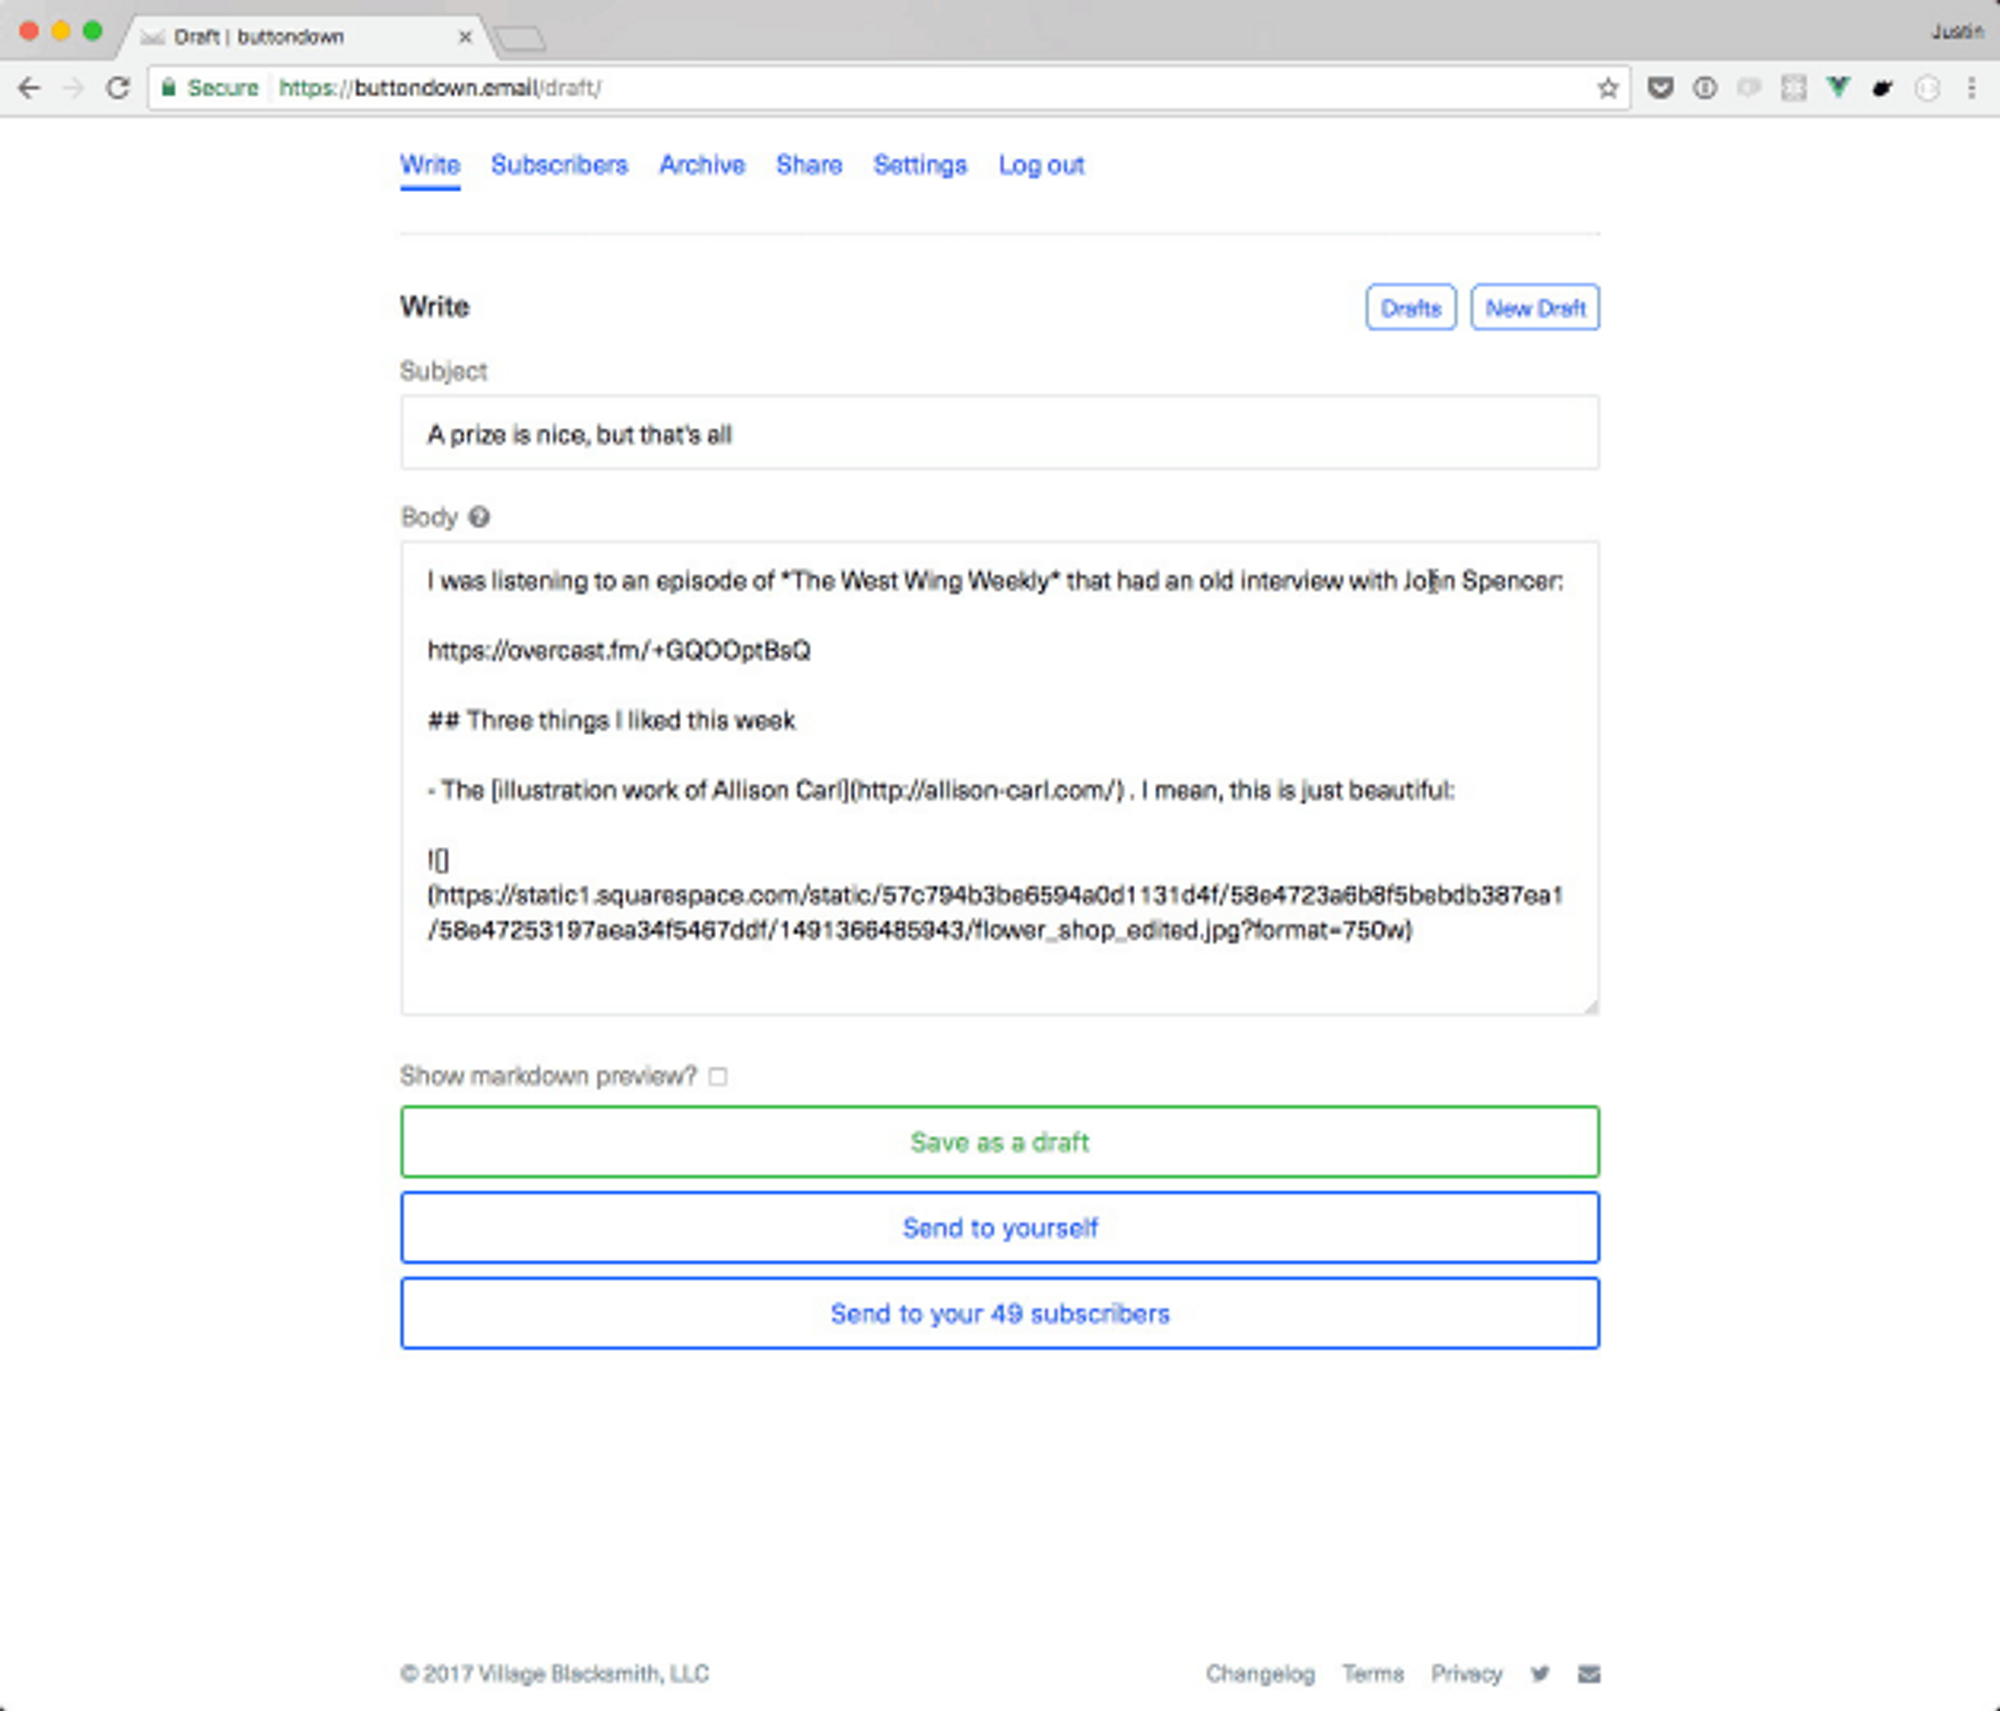 Draft | buttondown
Justin
Secure https://buttondown.email/draft/
Write Subscribers Archive Share Settings Log out
Write
Drafts New Draft
Subject
A prize is nice, but that's all
Body
I was listening to an episode of *The West Wing Weekly* that had an old interview with John Spencer:
https://overcast.fm/+GQOOptBsQ
## Three things I liked this week
- The [illustration work of Allison Carl](http://allison-carl.com/) . I mean, this is just beautiful:
![]
(https://static1.squarespace.com/static/57c794b3be6594a0d1131d4f/58e4723a6b8f5bebdb387ea1
/58e47253197aea34f5467ddf/1491366485943/flower_shop_edited.jpg?format=750w)
Show markdown preview?
Save as a draft
Send to yourself
Send to your 49 subscribers
© 2017 Village Blacksmith, LLC
Changelog Terms Privacy